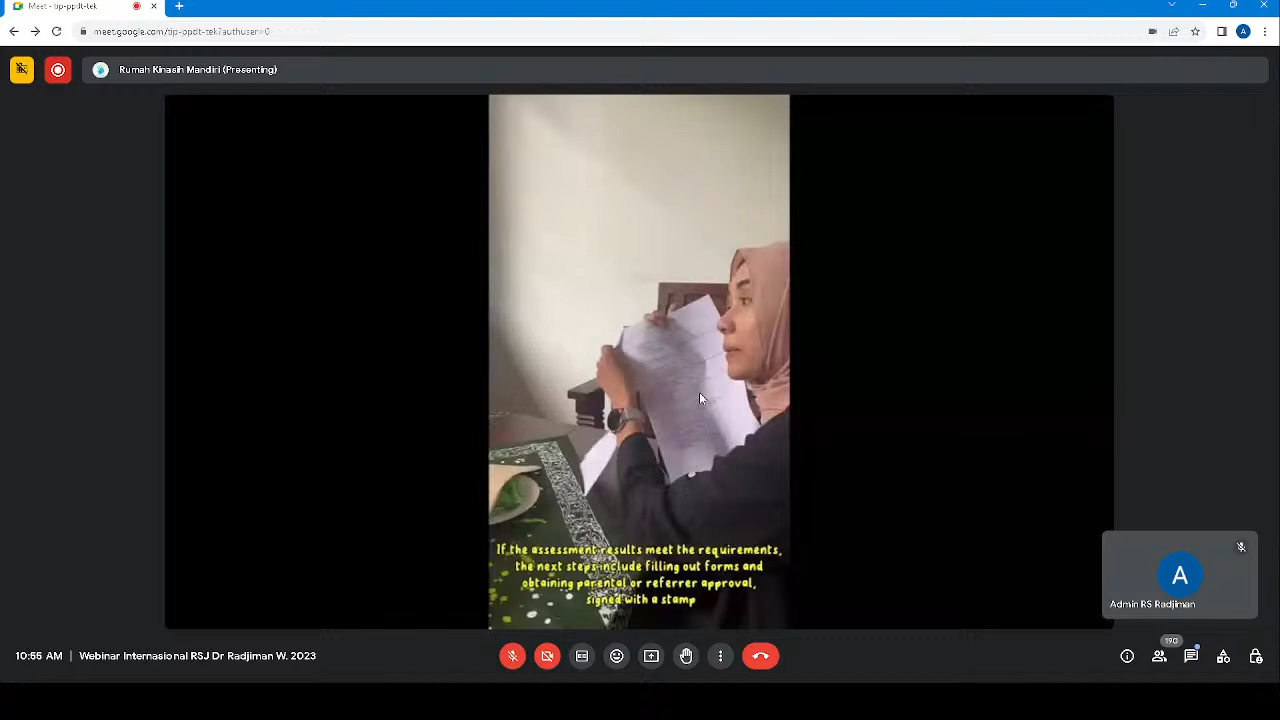 Meet - tjp-ppdt-tek
meet.google.com/tjp-ppdt-tek?authuser=0
A
Rumah Kinasih Mandiri (Presenting)
If the assessment results meet the requirements,
the next steps include filling out forms and
obtaining parental or referrer approval,
signed with a stamp
A
Admin RS Radjiman
10:55 AM | Webinar Internasional RSJ Dr Radjiman W. 2023
190